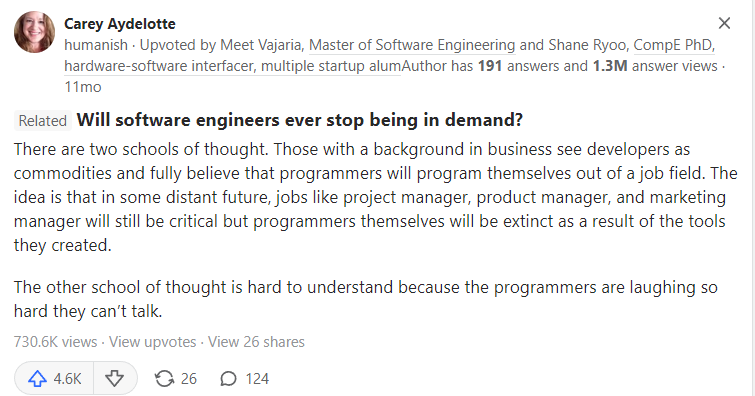 Carey Aydelotte
humanish · Upvoted by Meet Vajaria, Master of Software Engineering and Shane Ryoo, CompE PhD,
hardware-software interfacer, multiple startup alumAuthor has 191 answers and 1.3M answer views ·
11mo
Related Will software engineers ever stop being in demand?
There are two schools of thought. Those with a background in business see developers as
commodities and fully believe that programmers will program themselves out of a job field. The
idea is that in some distant future, jobs like project manager, product manager, and marketing
manager will still be critical but programmers themselves will be extinct as a result of the tools
they created.
The other school of thought is hard to understand because the programmers are laughing so
hard they can’t talk.
730.6K views · View upvotes · View 26 shares
4.6K 26 124